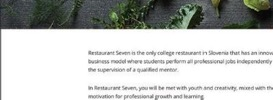 Restaurant Seven is the only college restaurant in Slovenia that has an innov
business model where students perform all professional jobs independently
the supervision of a qualified mentor.
In Restaurant Seven, you will be met with youth and creativity, mixed with th
motivation for professional growth and learning